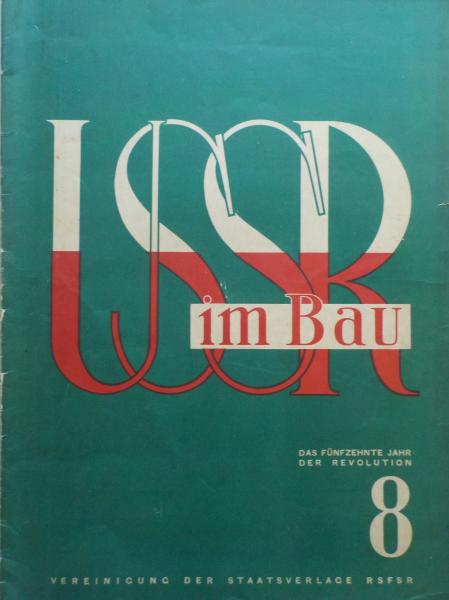 USSR
im Bau
DAS FÜNFZEHNTE JAHR
DER REVOLUTION
8
VEREINIGUNG DER STAATSVERLAGE RSFSR